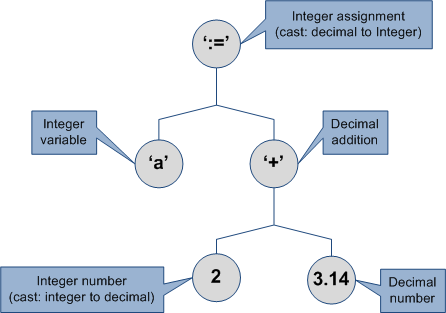 Integer assignment
(cast: decimal to Integer)
‘:=’
Integer
variable
‘a’
‘+’
Decimal
addition
Integer number
(cast: integer to decimal)
2
3.14
Decimal
number